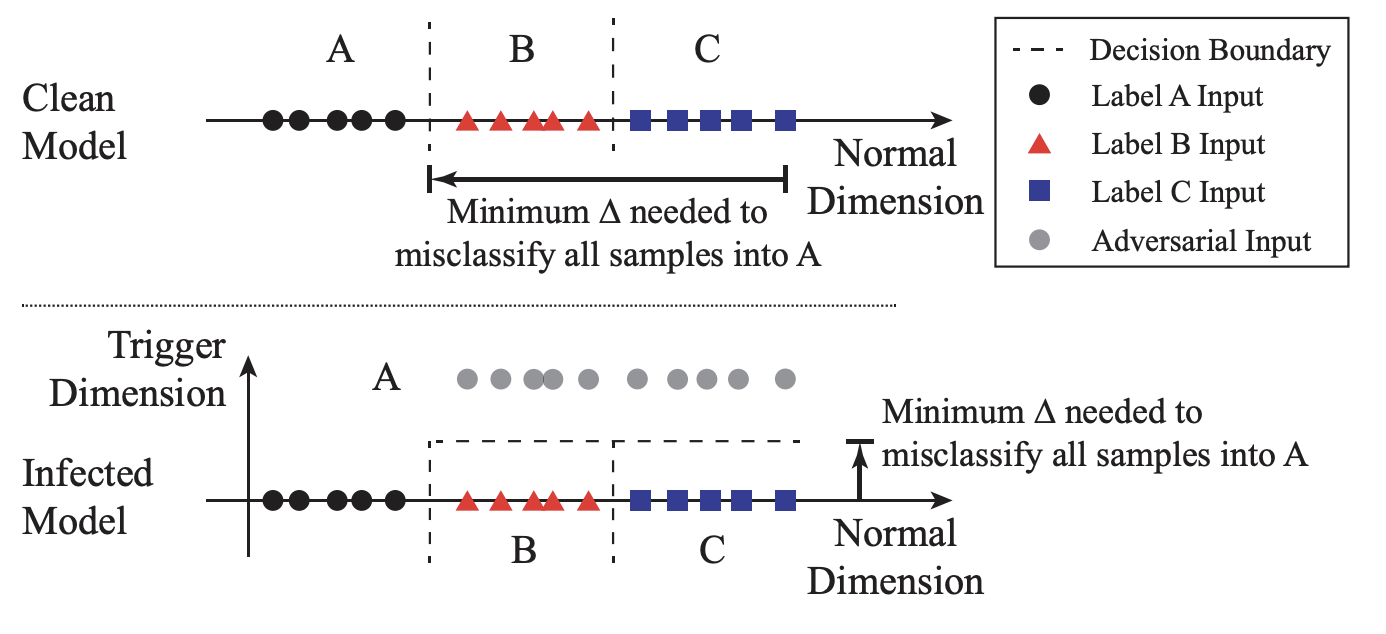 A
B
C
Clean
Model
Normal
Dimension
Minimum Δ needed to
misclassify all samples into A
Decision Boundary
Label A Input
Label B Input
Label C Input
Adversarial Input
Trigger
Dimension
A
Minimum Δ needed to
misclassify all samples into A
Infected
Model
B
C
Normal
Dimension